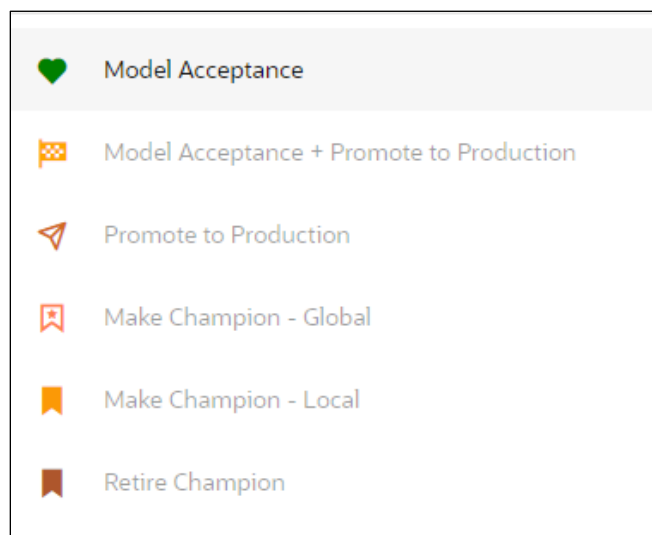 Model Acceptance
Model Acceptance + Promote to Production
Promote to Production
Make Champion - Global
Make Champion - Local
Retire Champion